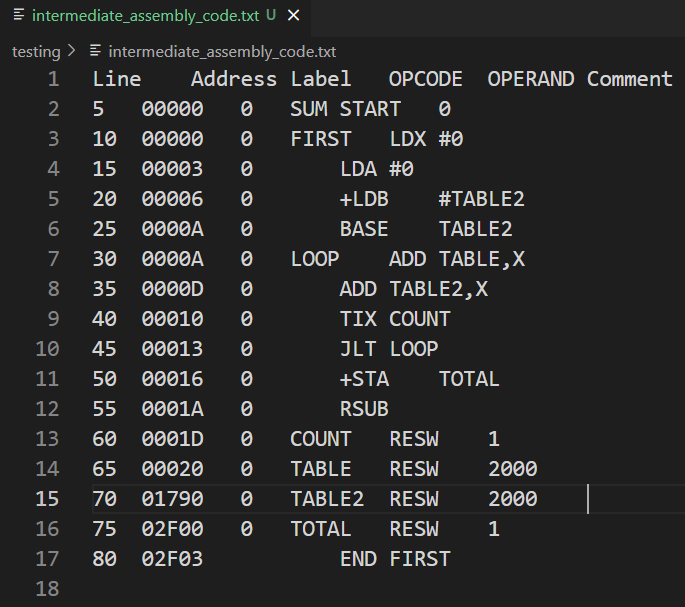 intermediate_assembly_code.txt U ×
testing > intermediate_assembly_code.txt
1 Line Address Label OPCODE OPERAND Comment
2 5 00000 0 SUM START 0
3 10 00000 0 FIRST LDX #0
4 15 00003 0 LDA #0
5 20 00006 0 +LDB #TABLE2
6 25 0000A 0 BASE TABLE2
7 30 0000A 0 LOOP ADD TABLE,X
8 35 0000D 0 ADD TABLE2,X
9 40 00010 0 TIX COUNT
10 45 00013 0 JLT LOOP
11 50 00016 0 +STA TOTAL
12 55 0001A 0 RSUB
13 60 0001D 0 COUNT RESW 1
14 65 00020 0 TABLE RESW 2000
15 70 01790 0 TABLE2 RESW 2000
16 75 02F00 0 TOTAL RESW 1
17 80 02F03 END FIRST
18